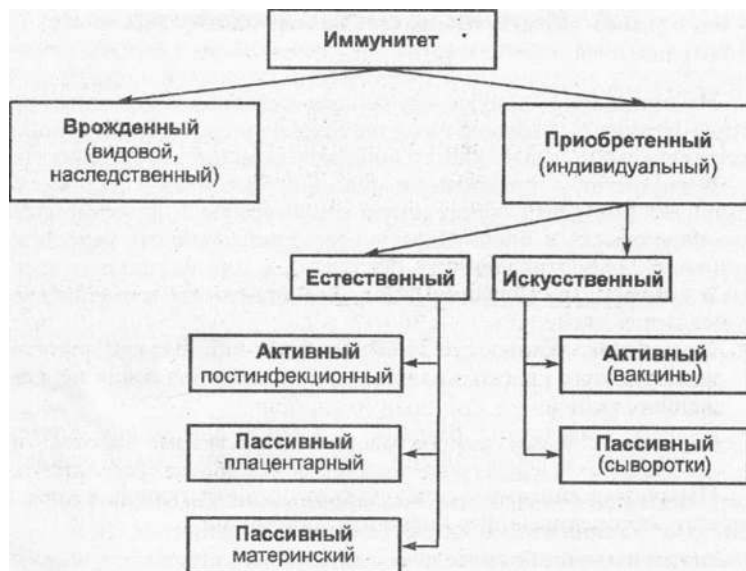 Иммунитет
Врожденный
(видовой,
наследственный)
Приобретенный
(индивидуальный)
Естественный
Искусственный
Активный
постинфекционный
Активный
(вакцины)
Пассивный
плацентарный
Пассивный
(сыворотки)
Пассивный
материнский